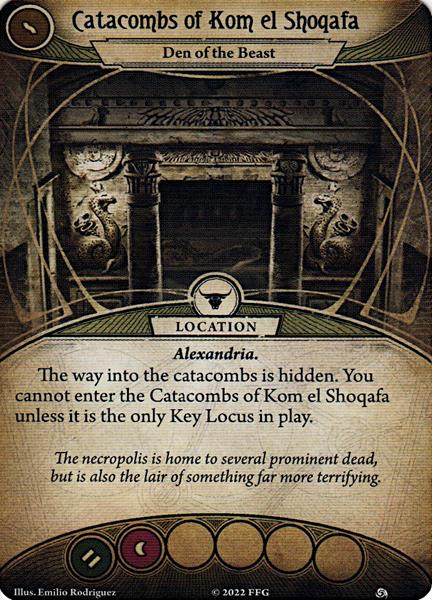 Catacombs of Kom el Shoqafa
Den of the Beast
LOCATION
Alexandria.
The way into the catacombs is hidden. You
cannot enter the Catacombs of Kom el Shoqafa
unless it is the only Key Locus in play.
The necropolis is home to several prominent dead,
but is also the lair of something far more terrifying.
Illus. Emilio Rodriguez
© 2022 FFG